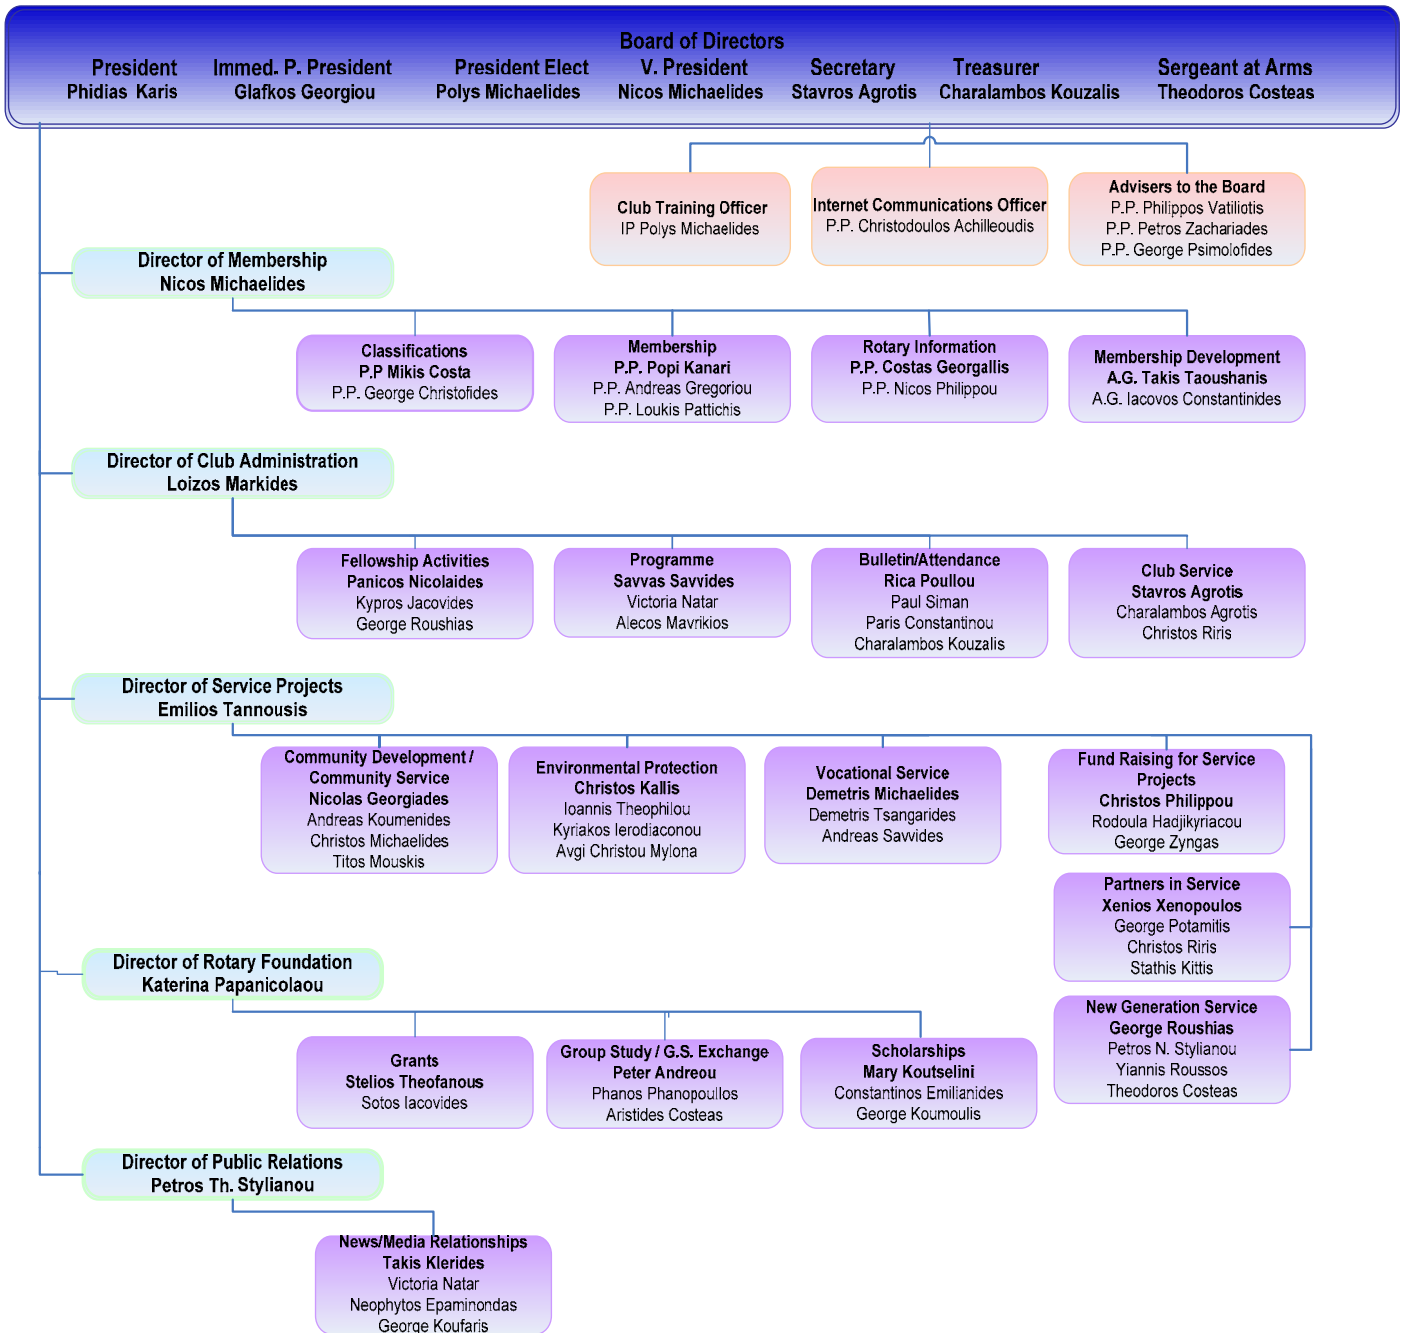 Board of Directors
President Immed. P. President President Elect V. President Secretary Treasurer Sergeant at Arms
Phidias Karis Glafkos Georgiou Polys Michaelides Nicos Michaelides Stavros Agrotis Charalambos Kouzalis Theodoros Costeas
Club Training Officer
IP Polys Michaelides
Internet Communications Officer
P.P. Christodoulos Achilleoudis
Advisers to the Board
P.P. Philippos Vatiliotis
P.P. Petros Zachariades
P.P. George Psimolofides
Director of Membership
Nicos Michaelides
Classifications
P.P Mikis Costa
P.P. George Christofides
Membership
P.P. Popi Kanari
P.P. Andreas Gregoriou
P.P. Loukis Pattichis
Rotary Information
P.P. Costas Georgallis
P.P. Nicos Philippou
Membership Development
A.G. Takis Taoushanis
A.G. Iacovos Constantinides
Director of Club Administration
Loizos Markides
Fellowship Activities
Panicos Nicolaides
Kypros Jacovides
George Roushias
Programme
Savvas Savvides
Victoria Natar
Alecos Mavrikios
Bulletin/Attendance
Rica Poullou
Paul Siman
Paris Constantinou
Charalambos Kouzalis
Club Service
Stavros Agrotis
Charalambos Agrotis
Christos Riris
Director of Service Projects
Emilios Tannousis
Community Development /
Community Service
Nicolas Georgiades
Andreas Koumenides
Christos Michaelides
Titos Mouskis
Environmental Protection
Christos Kallis
Ioannis Theophilou
Kyriakos Ierodiaconou
Avgi Christou Mylona
Vocational Service
Demetris Michaelides
Demetris Tsangarides
Andreas Savvides
Fund Raising for Service
Projects
Christos Philippou
Rodoula Hadjikyriacou
George Zyngas
Partners in Service
Xenios Xenopoulos
George Potamitis
Christos Riris
Stathis Kittis
New Generation Service
George Roushias
Petros N. Stylianou
Yiannis Roussos
Theodoros Costeas
Director of Rotary Foundation
Katerina Papanicolaou
Grants
Stelios Theofanous
Sotos Iacovides
Group Study / G.S. Exchange
Peter Andreou
Phanos Phanopoullos
Aristides Costeas
Scholarships
Mary Koutselini
Constantinos Emilianides
George Koumoulis
Director of Public Relations
Petros Th. Stylianou
News/Media Relationships
Takis Klerides
Victoria Natar
Neophytos Epaminondas
George Koufaris